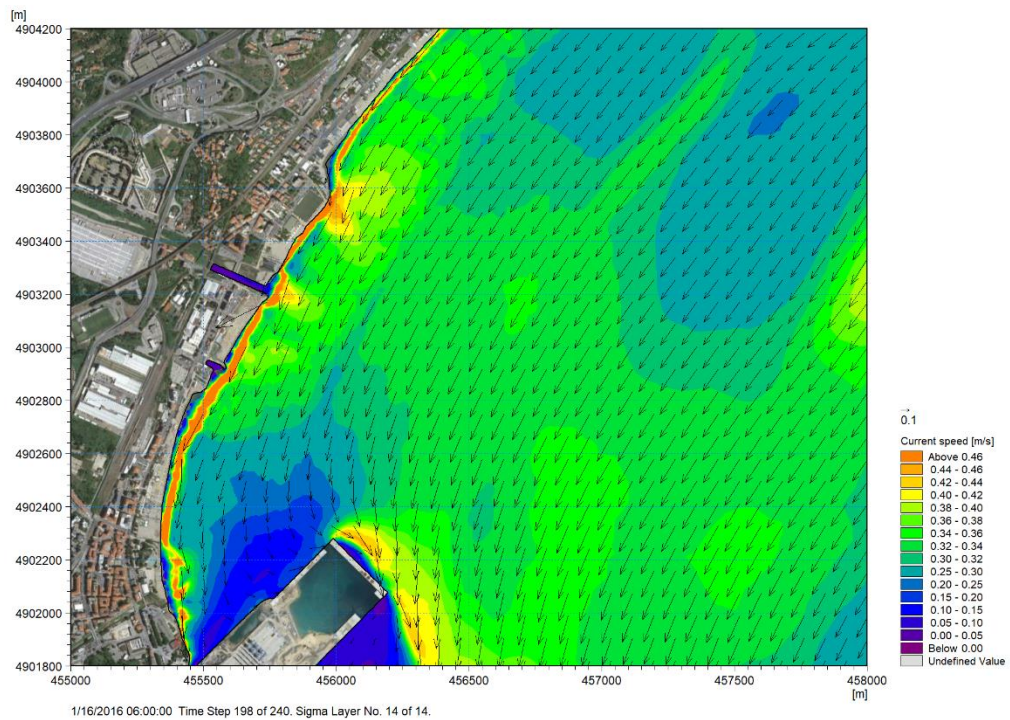 [m]
4904200
4904000
4903800
4903600
4903400
4903200
4903000
4902800
4902600
4902400
4902200
4902000
4901800
455000 455500 456000 456500 457000 457500 458000
[m]
0.1
Current speed [m/s]
Above 0.46
0.44 - 0.46
0.42 - 0.44
0.40 - 0.42
0.38 - 0.40
0.36 - 0.38
0.34 - 0.36
0.32 - 0.34
0.30 - 0.32
0.25 - 0.30
0.20 - 0.25
0.15 - 0.20
0.10 - 0.15
0.05 - 0.10
0.00 - 0.05
Below 0.00
Undefined Value
1/16/2016 06:00:00 Time Step 198 of 240. Sigma Layer No. 14 of 14.